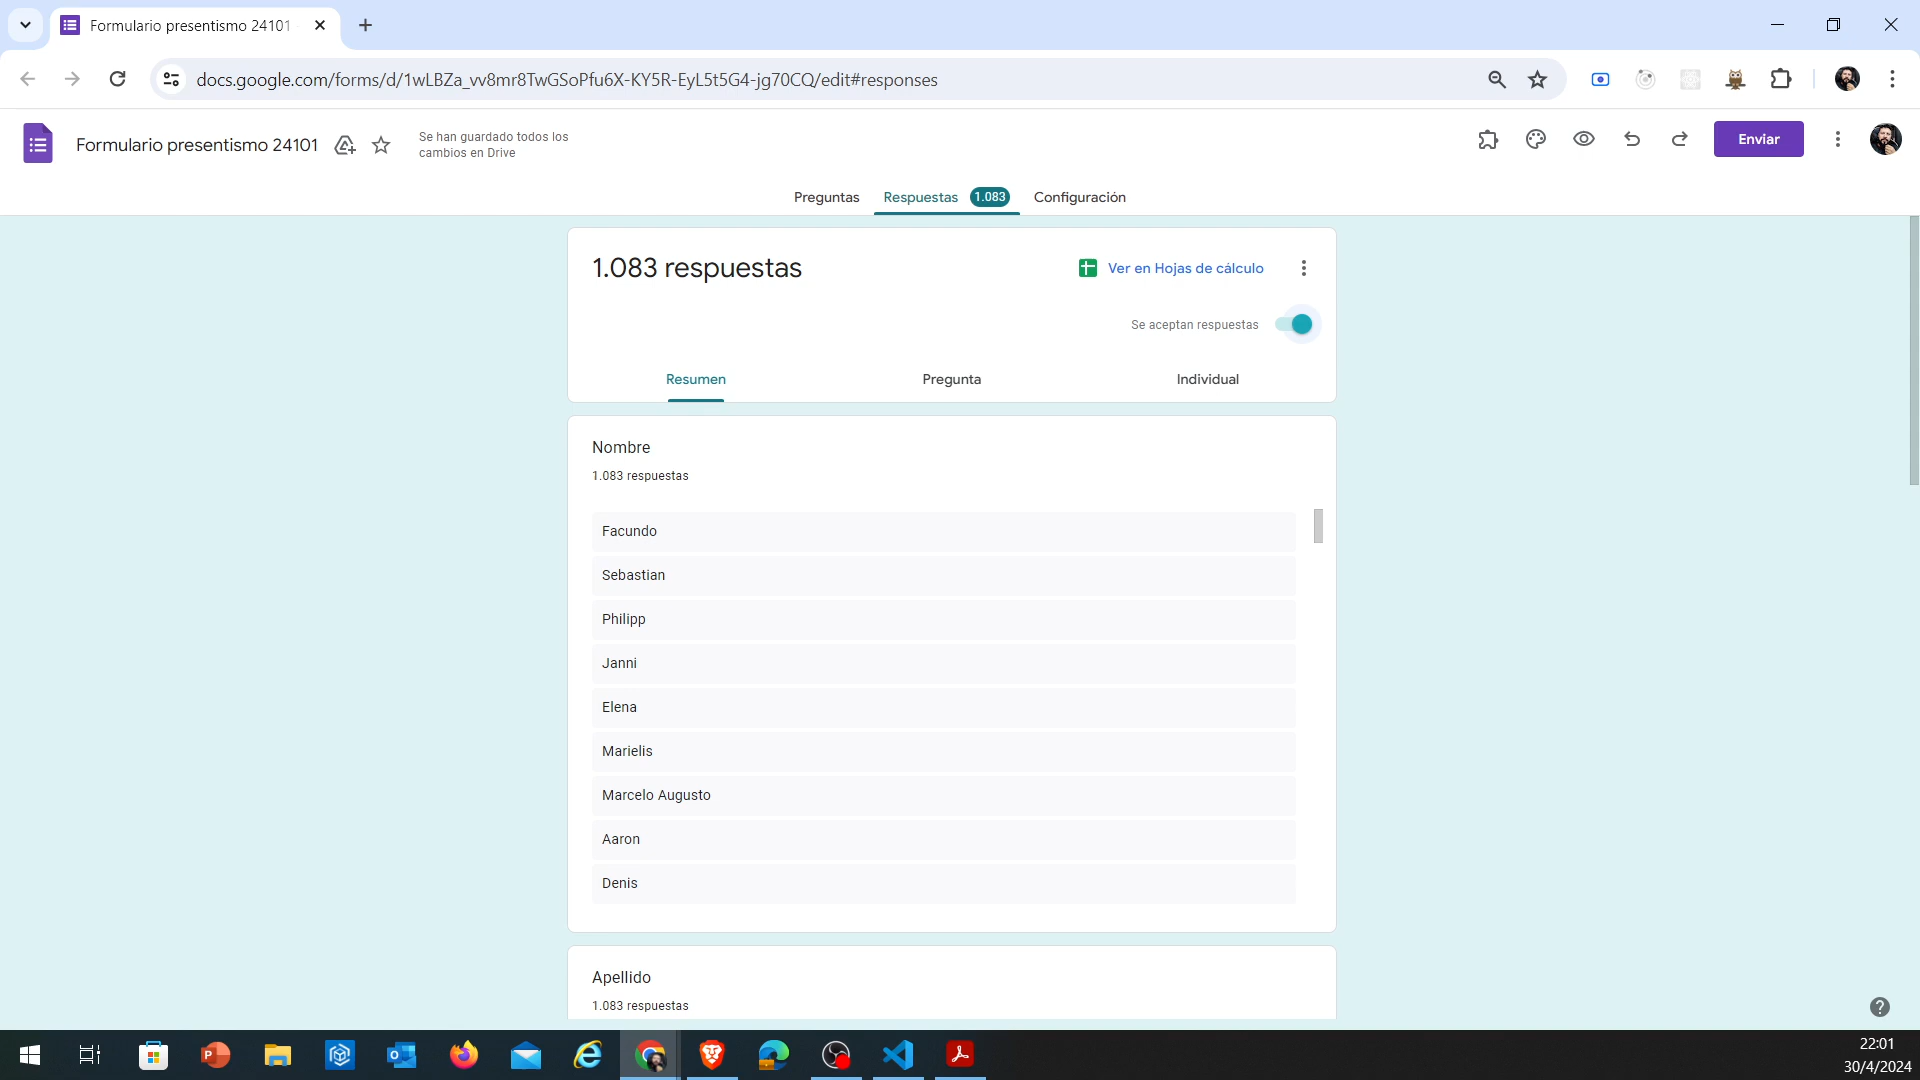 Formulario presentismo 24101
docs.google.com/forms/d/1wLBZa_vv8mr8TwGSoPfu6X-KY5R-EyL5t5G4-jg70CQ/edit#responses
Formulario presentismo 24101
Se han guardado todos los
cambios en Drive
Enviar
Preguntas
Respuestas 1.083
Configuración
1.083 respuestas
Ver en Hojas de cálculo
Se aceptan respuestas
Resumen
Pregunta
Individual
Nombre
1.083 respuestas
Facundo
Sebastian
Philipp
Janni
Elena
Marielis
Marcelo Augusto
Aaron
Denis
Apellido
1.083 respuestas
22:01
30/4/2024